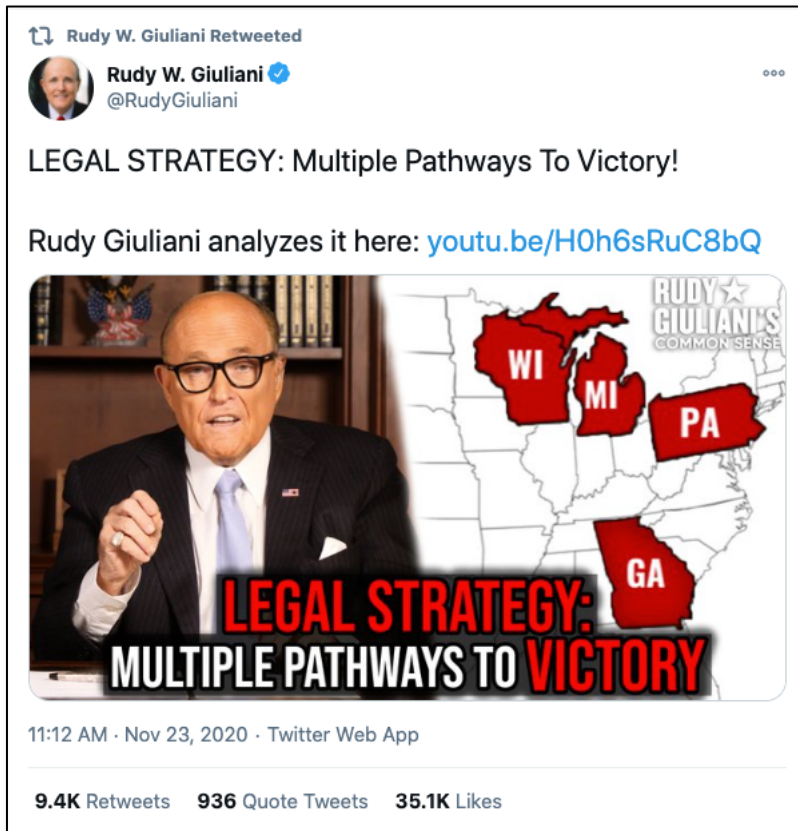 Rudy W. Giuliani Retweeted
Rudy W. Giuliani
@RudyGiuliani
LEGAL STRATEGY: Multiple Pathways To Victory!
Rudy Giuliani analyzes it here: youtu.be/H0h6sRuC8bQ
RUDY
GIULIANI'S
COMMON SENSE
WI
MI
PA
GA
LEGAL STRATEGY:
MULTIPLE PATHWAYS TO VICTORY
11:12 AM · Nov 23, 2020 · Twitter Web App
9.4K Retweets 936 Quote Tweets 35.1K Likes